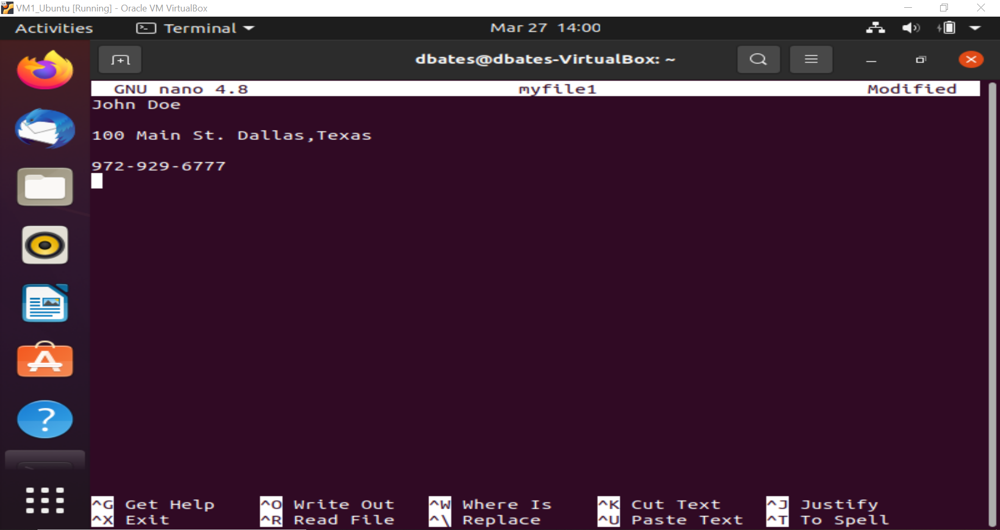 VM1_Ubuntu [Running] - Oracle VM VirtualBox
Activities Terminal Mar 27 14:00
dbates@dbates-VirtualBox: ~
GNU nano 4.8 myfile1 Modified
John Doe
100 Main St. Dallas,Texas
972-929-6777
^G Get Help ^O Write Out ^W Where Is ^K Cut Text ^J Justify
^X Exit ^R Read File ^\ Replace ^U Paste Text ^T To Spell